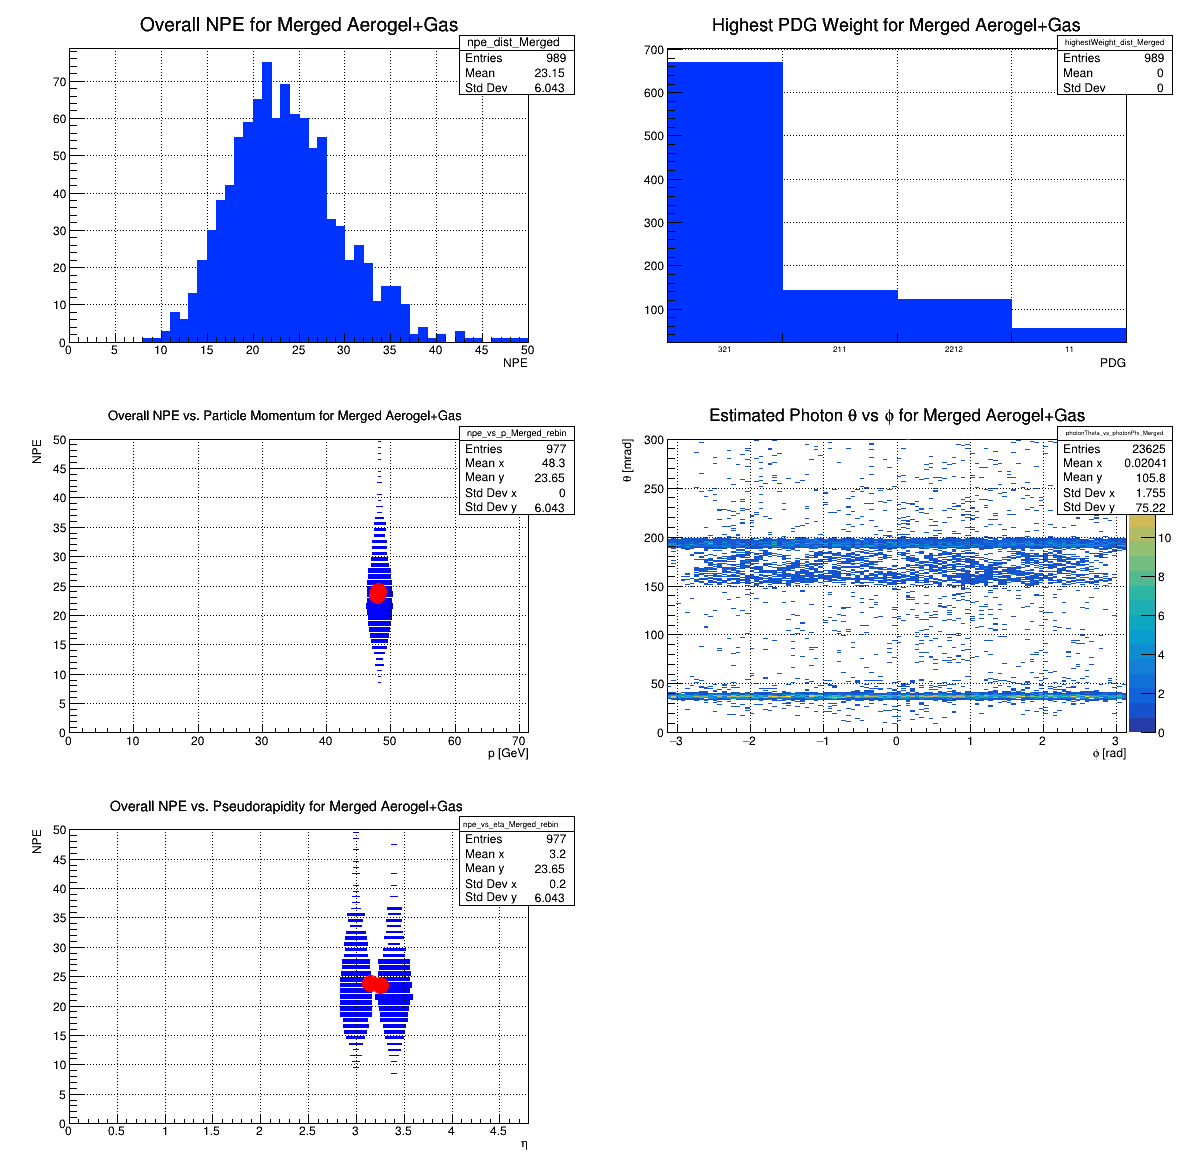 Overall NPE for Merged Aerogel+Gas
npe_dist_Merged
Entries 989
Mean 23.15
Std Dev 6.043
70
60
50
40
30
20
10
0
0 5 10 15 20 25 30 35 40 45 50
NPE
Highest PDG Weight for Merged Aerogel+Gas
highestWeight_dist_Merged
Entries 989
Mean 0
Std Dev 0
700
600
500
400
300
200
100
321 211 2212 11
PDG
Overall NPE vs. Particle Momentum for Merged Aerogel+Gas
npe_vs_p_Merged_rebin
Entries 977
Mean x 48.3
Mean y 23.65
Std Dev x 0
Std Dev y 6.043
NPE
50
45
40
35
30
25
20
15
10
5
0
0 10 20 30 40 50 60 70
p [GeV]
Estimated Photon θ vs ϕ for Merged Aerogel+Gas
photonTheta_vs_photonPhi_Merged
Entries 23625
Mean x 0.02041
Mean y 105.8
Std Dev x 1.755
Std Dev y 75.22
θ [mrad]
300
250
200
150
100
50
0
−3 −2 −1 0 1 2 3
ϕ [rad]
10
8
6
4
2
0
Overall NPE vs. Pseudorapidity for Merged Aerogel+Gas
npe_vs_eta_Merged_rebin
Entries 977
Mean x 3.2
Mean y 23.65
Std Dev x 0.2
Std Dev y 6.043
NPE
50
45
40
35
30
25
20
15
10
5
0
0 0.5 1 1.5 2 2.5 3 3.5 4 4.5
η